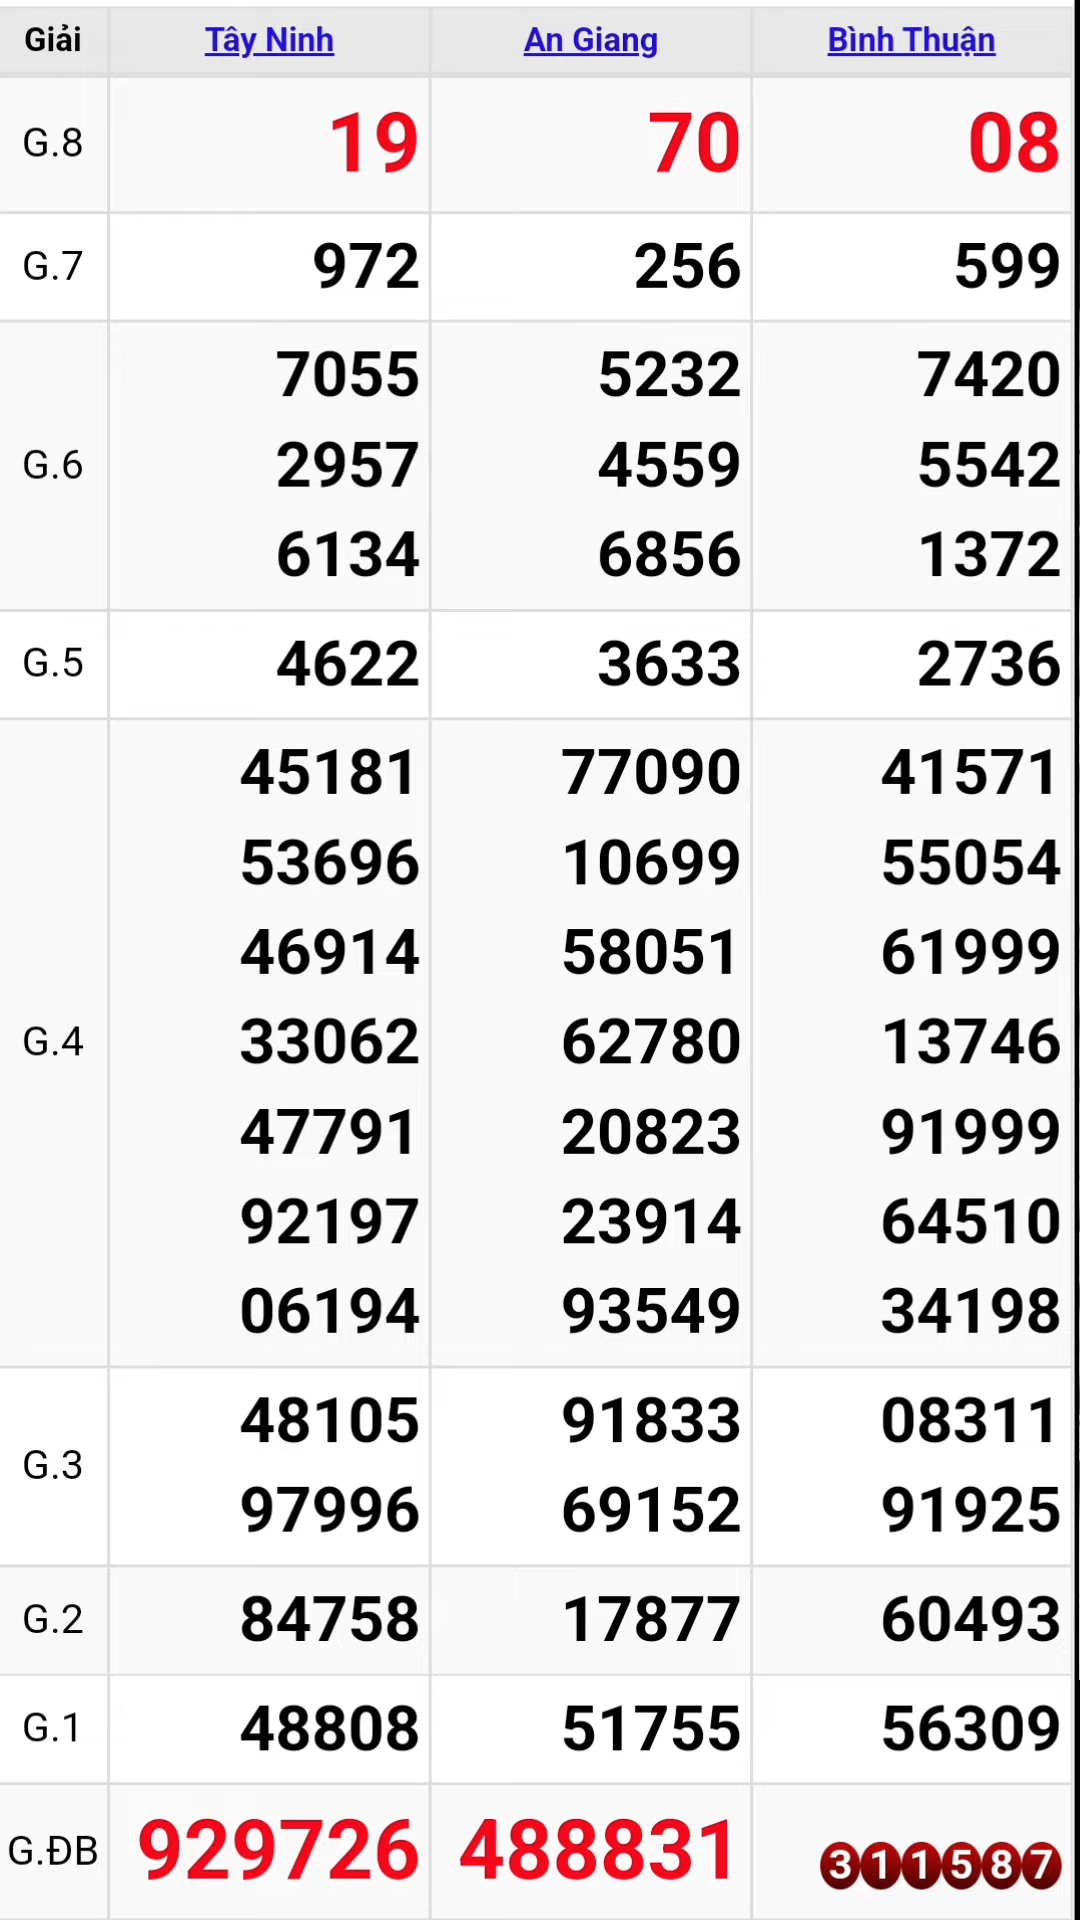 Giải Tây Ninh An Giang Bình Thuận
G.8 19 70 08
G.7 972 256 599
7055 5232 7420
G.6 2957 4559 5542
6134 6856 1372
G.5 4622 3633 2736
45181 77090 41571
53696 10699 55054
46914 58051 61999
G.4 33062 62780 13746
47791 20823 91999
92197 23914 64510
06194 93549 34198
48105 91833 08311
G.3
97996 69152 91925
G.2 84758 17877 60493
G.1 48808 51755 56309
G.ĐB 929726 488831 311587